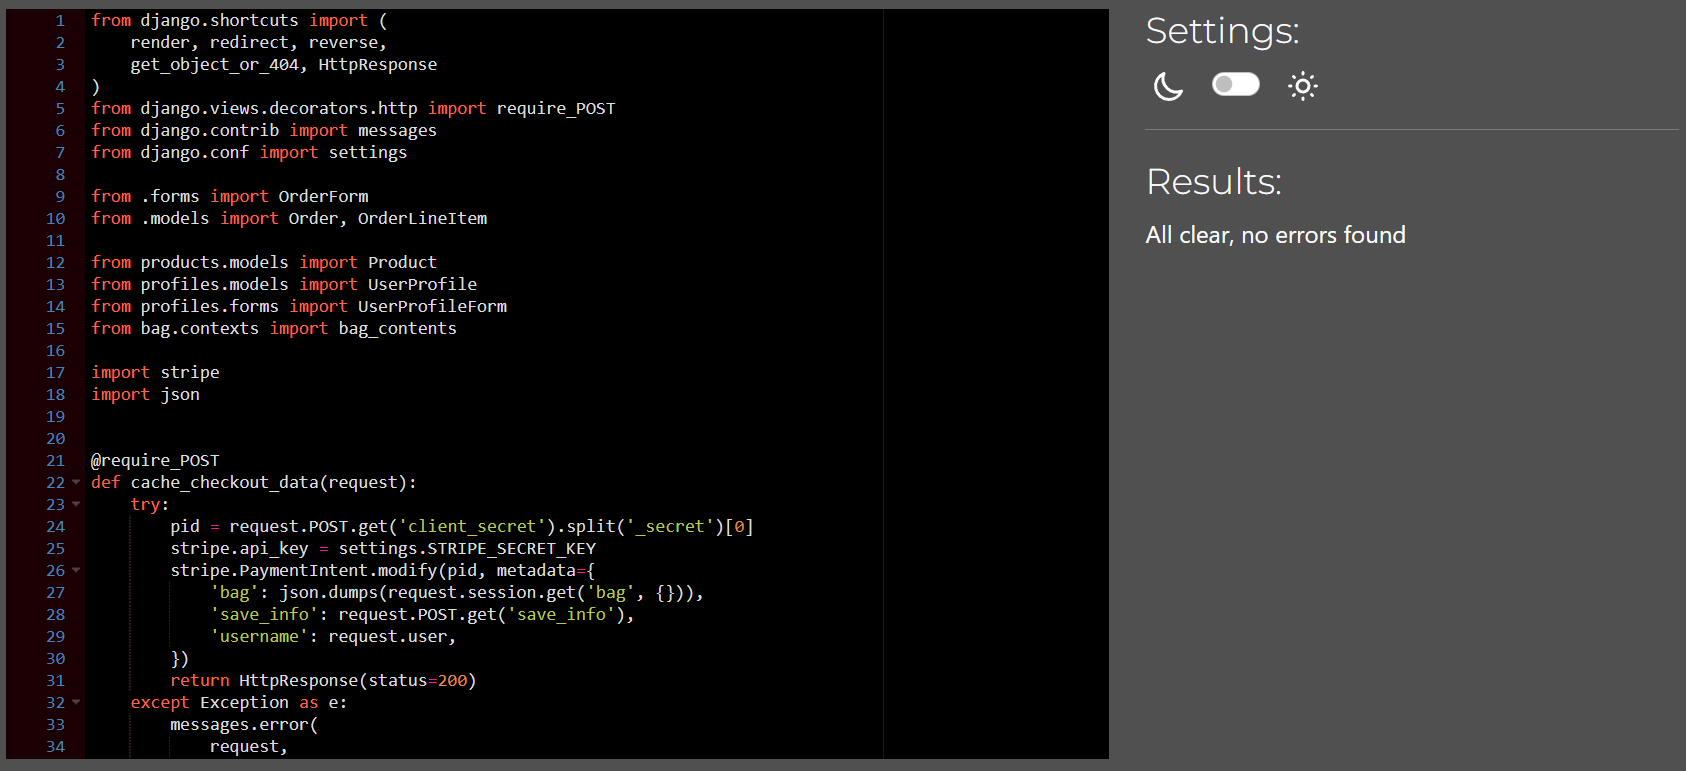 1 from django.shortcuts import (
2     render, redirect, reverse,
3     get_object_or_404, HttpResponse
4 )
5 from django.views.decorators.http import require_POST
6 from django.contrib import messages
7 from django.conf import settings
8
9 from .forms import OrderForm
10 from .models import Order, OrderLineItem
11
12 from products.models import Product
13 from profiles.models import UserProfile
14 from profiles.forms import UserProfileForm
15 from bag.contexts import bag_contents
16
17 import stripe
18 import json
19
20
21 @require_POST
22 def cache_checkout_data(request):
23     try:
24         pid = request.POST.get('client_secret').split('_secret')[0]
25         stripe.api_key = settings.STRIPE_SECRET_KEY
26         stripe.PaymentIntent.modify(pid, metadata={
27             'bag': json.dumps(request.session.get('bag', {})),
28             'save_info': request.POST.get('save_info'),
29             'username': request.user,
30         })
31         return HttpResponse(status=200)
32     except Exception as e:
33         messages.error(
34             request,
Settings:
Results:
All clear, no errors found